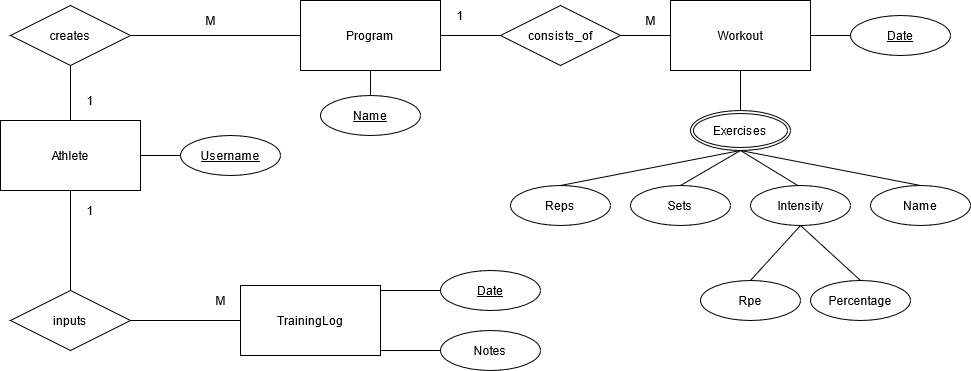 M
1
M
creates
Program
consists_of
Workout
Date
1
Name
Exercises
Athlete
Username
1
Reps
Sets
Intensity
Name
M
Date
Rpe
Percentage
inputs
TrainingLog
Notes